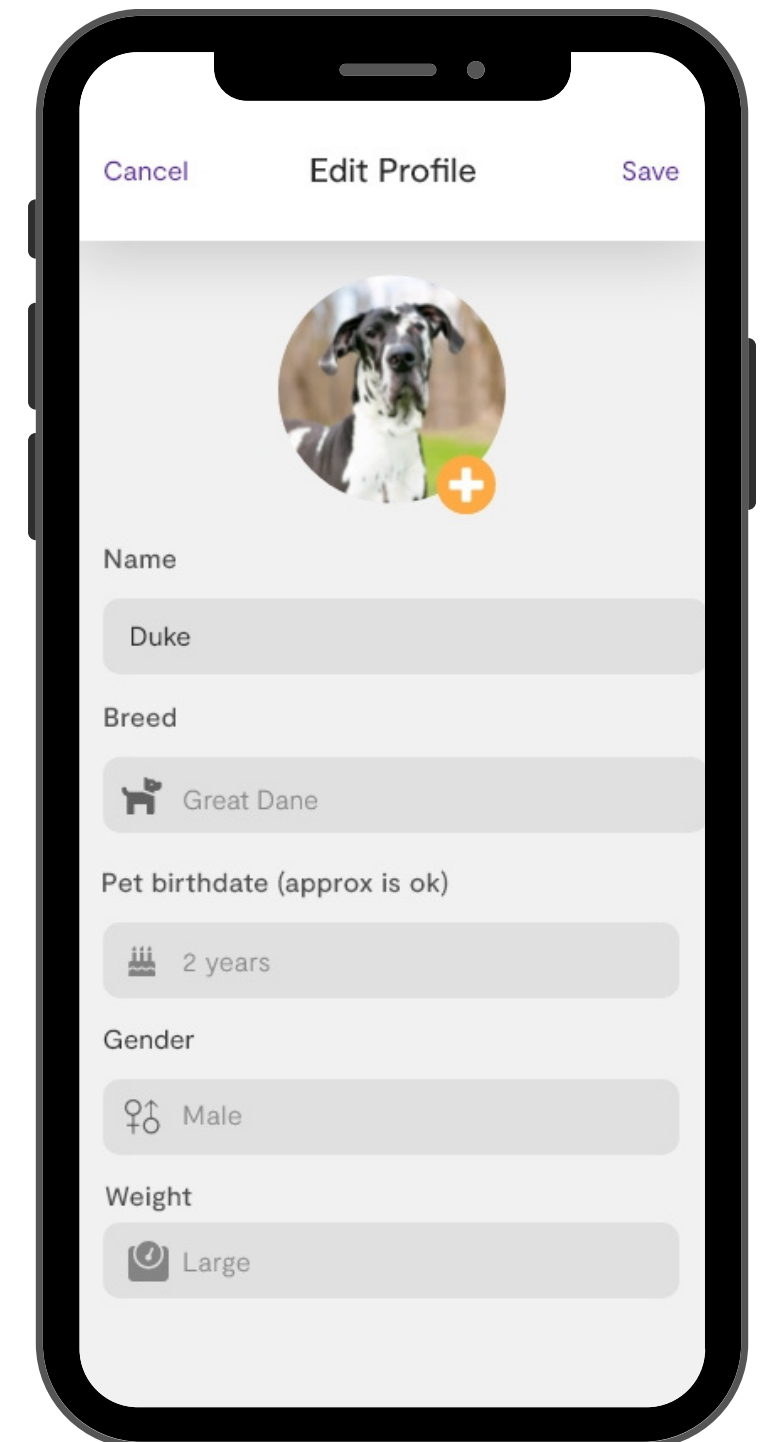 Cancel Edit Profile Save
Name
Duke
Breed
Great Dane
Pet birthdate (approx is ok)
2 years
Gender
Male
Weight
Large